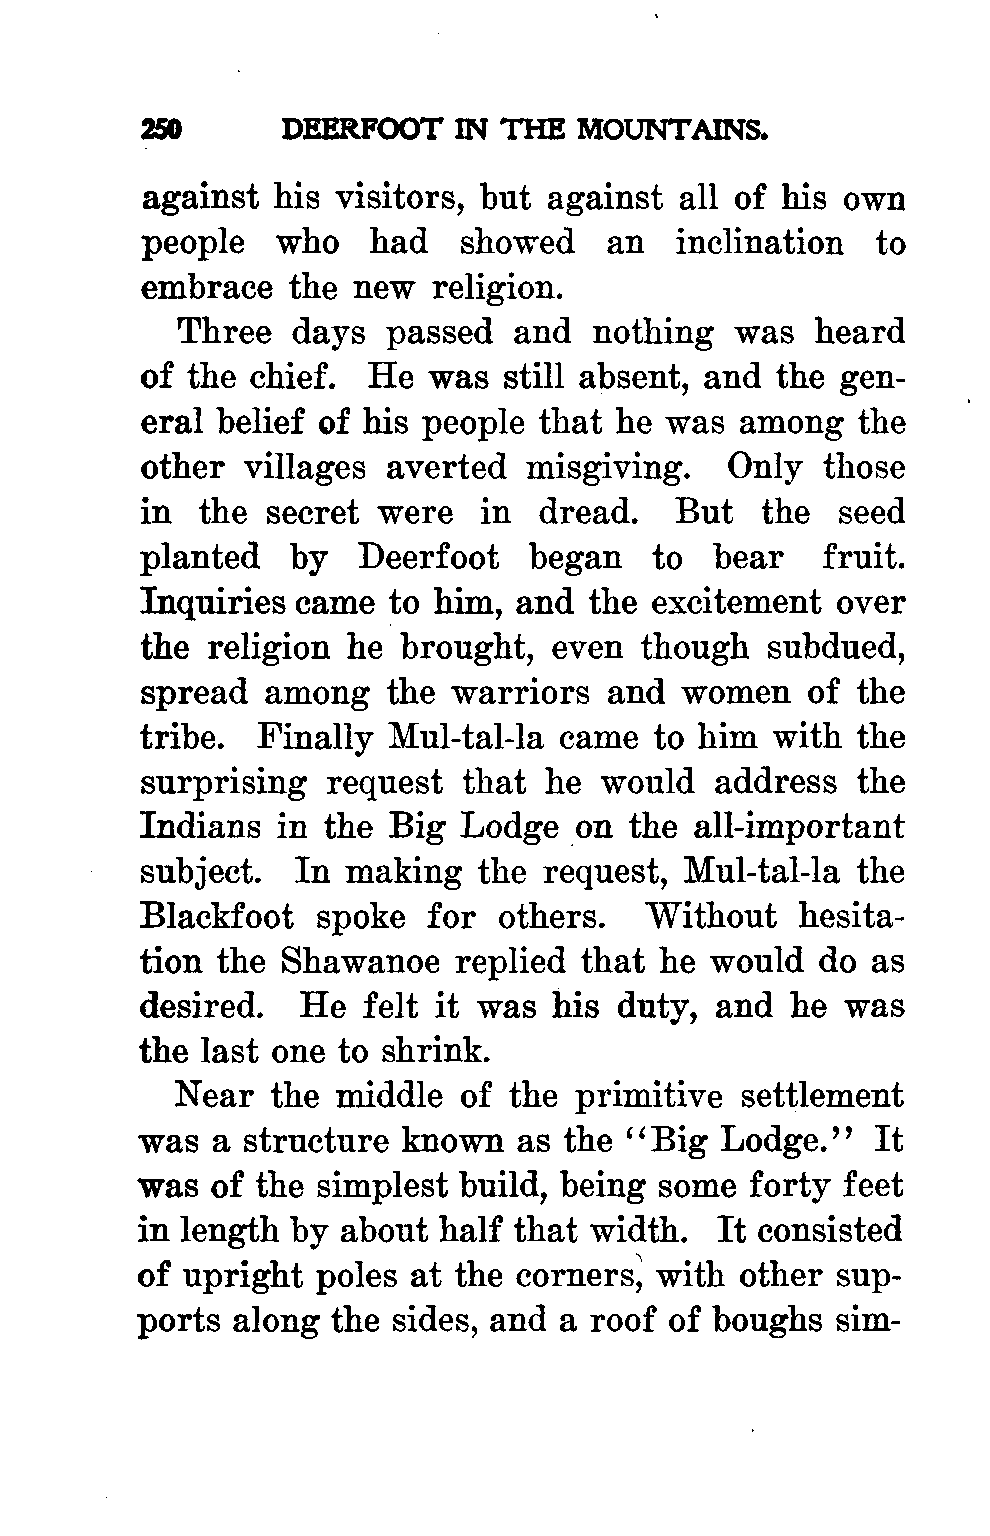 250 DEERFOOT IN THE MOUNTAINS.
against his visitors, but against all of his own
people who had showed an inclination to
embrace the new religion.
Three days passed and nothing was heard
of the chief. He was still absent, and the gen-
eral belief of his people that he was among the
other villages averted misgiving. Only those
in the secret were in dread. But the seed
planted by Deerfoot began to bear fruit.
Inquiries came to him, and the excitement over
the religion he brought, even though subdued,
spread among the warriors and women of the
tribe. Finally Mul-tal-la came to him with the
surprising request that he would address the
Indians in the Big Lodge on the all-important
subject. In making the request, Mul-tal-la the
Blackfoot spoke for others. Without hesita-
tion the Shawanoe replied that he would do as
desired. He felt it was his duty, and he was
the last one to shrink.
Near the middle of the primitive settlement
was a structure known as the “Big Lodge.” It
was of the simplest build, being some forty feet
in length by about half that width. It consisted
of upright poles at the corners, with other sup-
ports along the sides, and a roof of boughs sim-